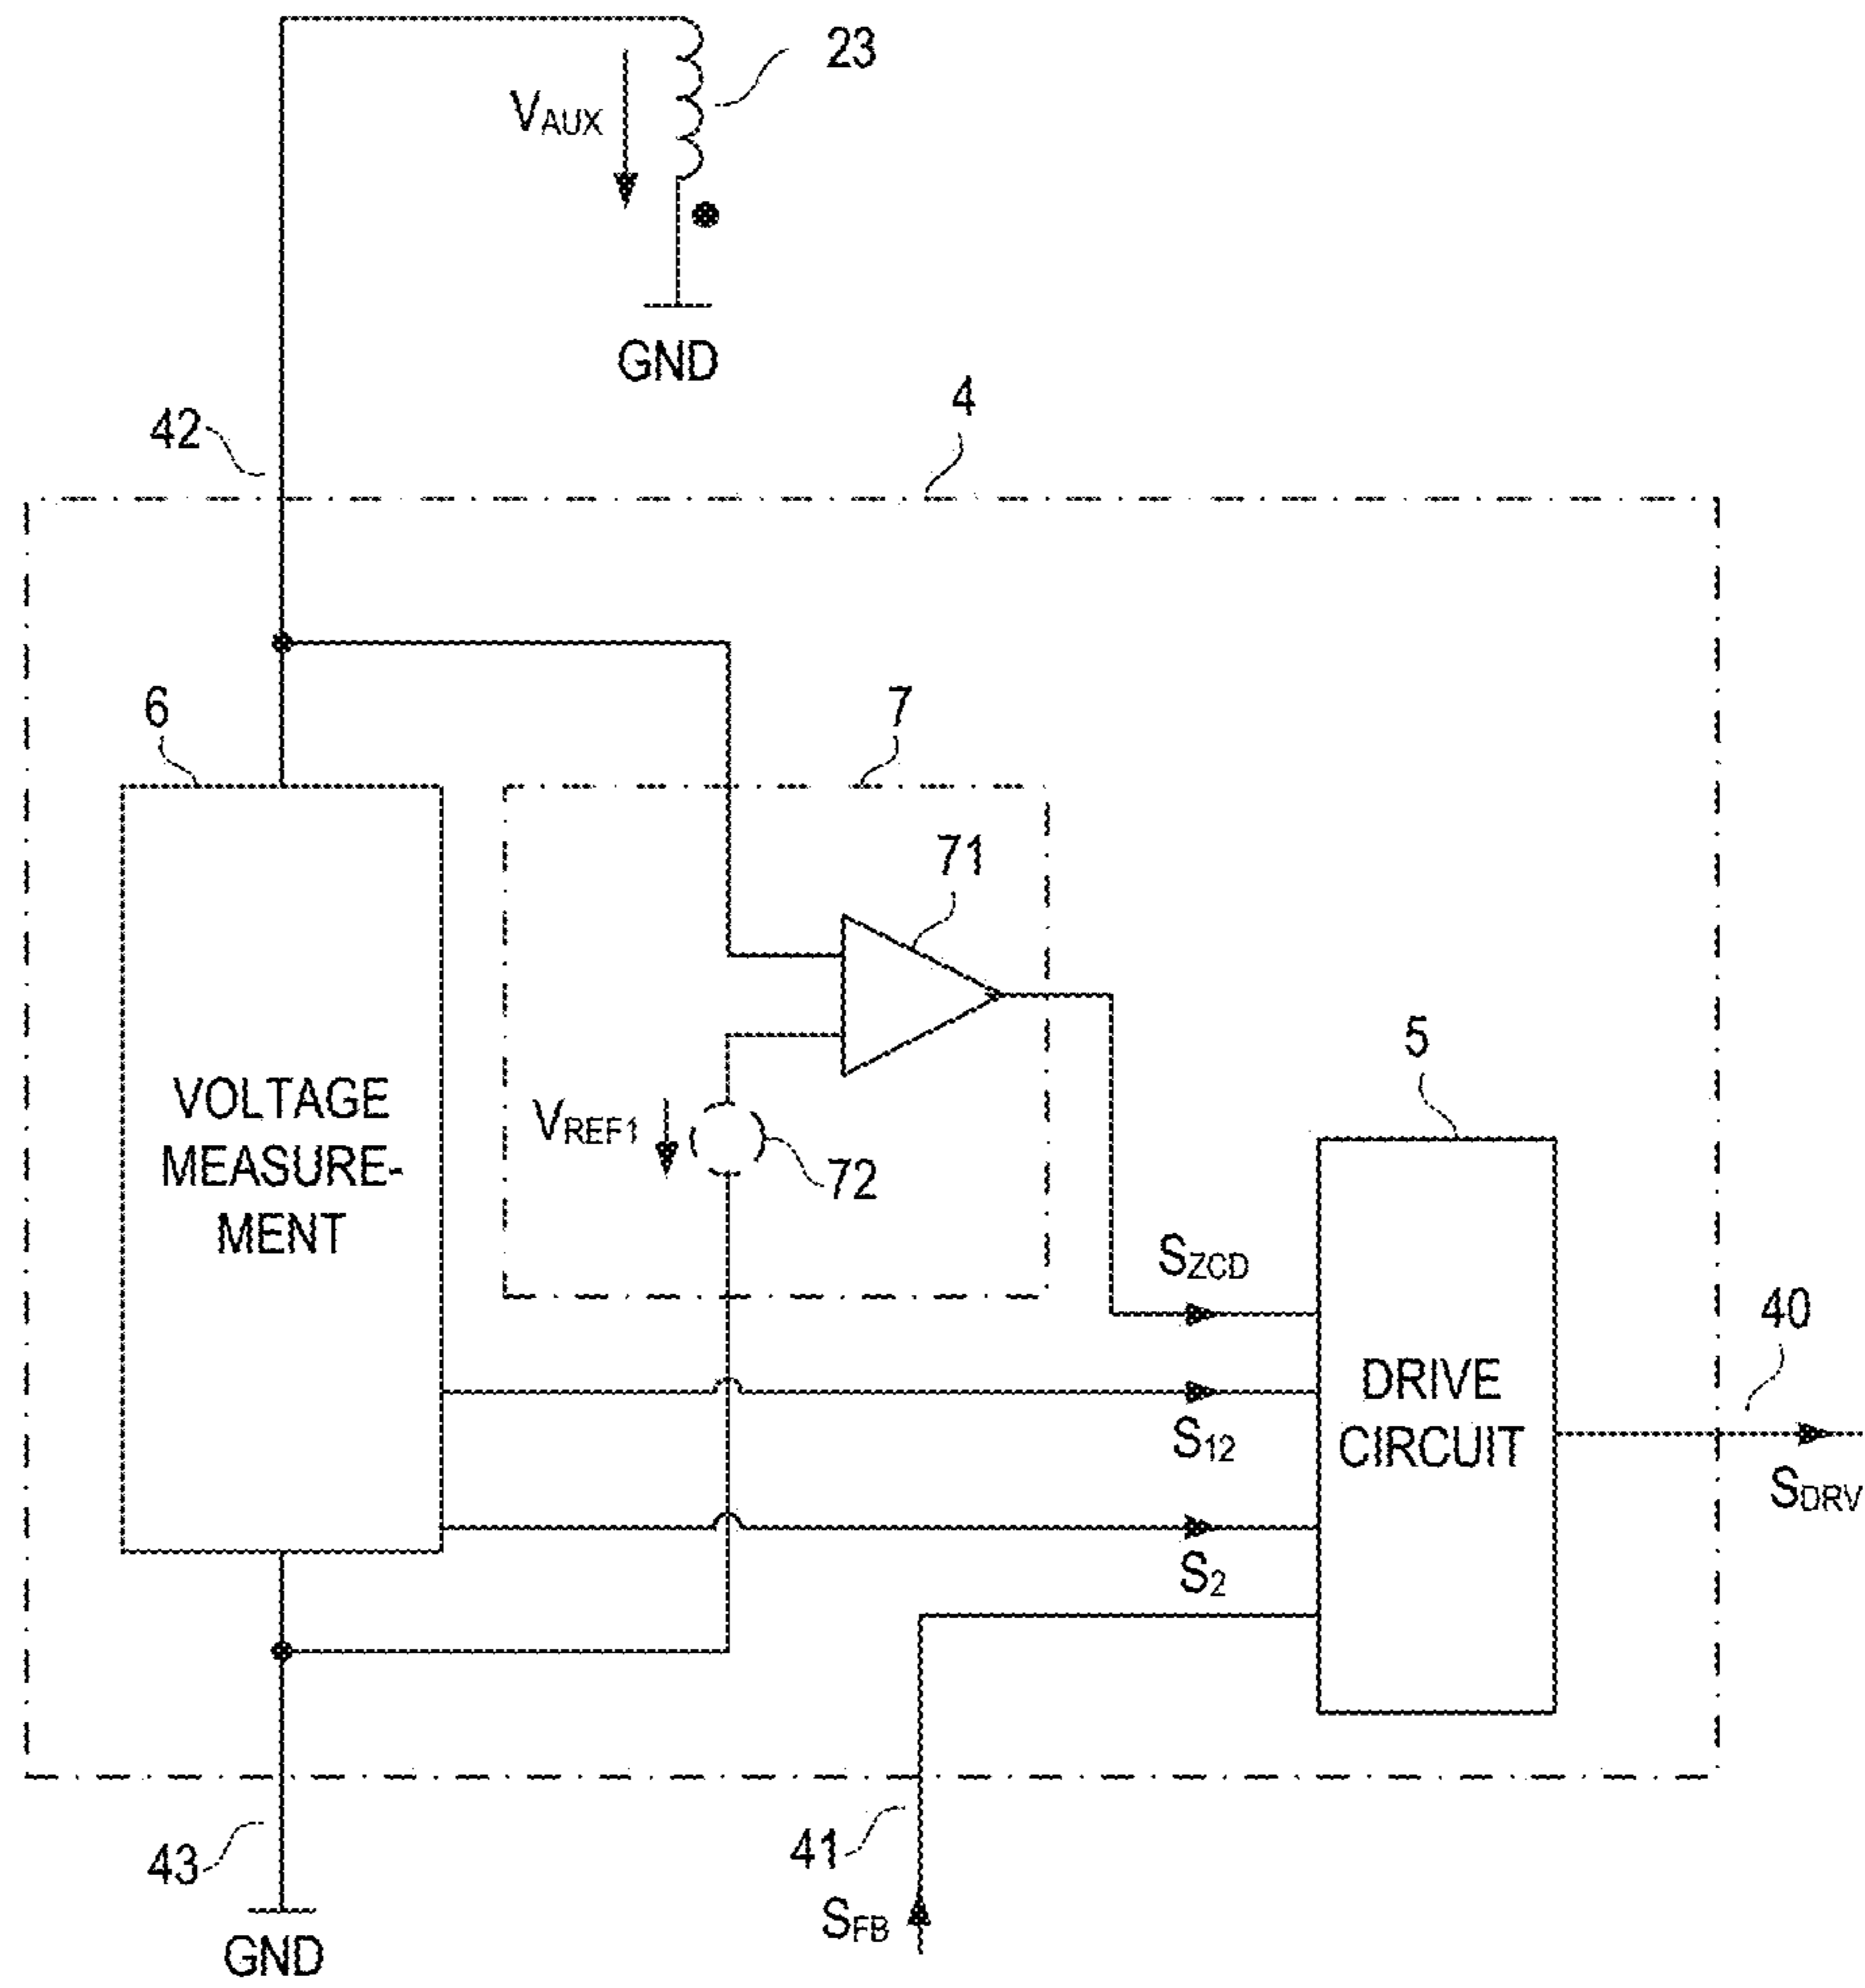 23
VAUX
GND
42
4
6
7
71
VOLTAGE
MEASURE-
MENT
VREF1
72
5
SZCD
40
DRIVE
CIRCUIT
S12
SDRV
S2
41
43
SFB
GND